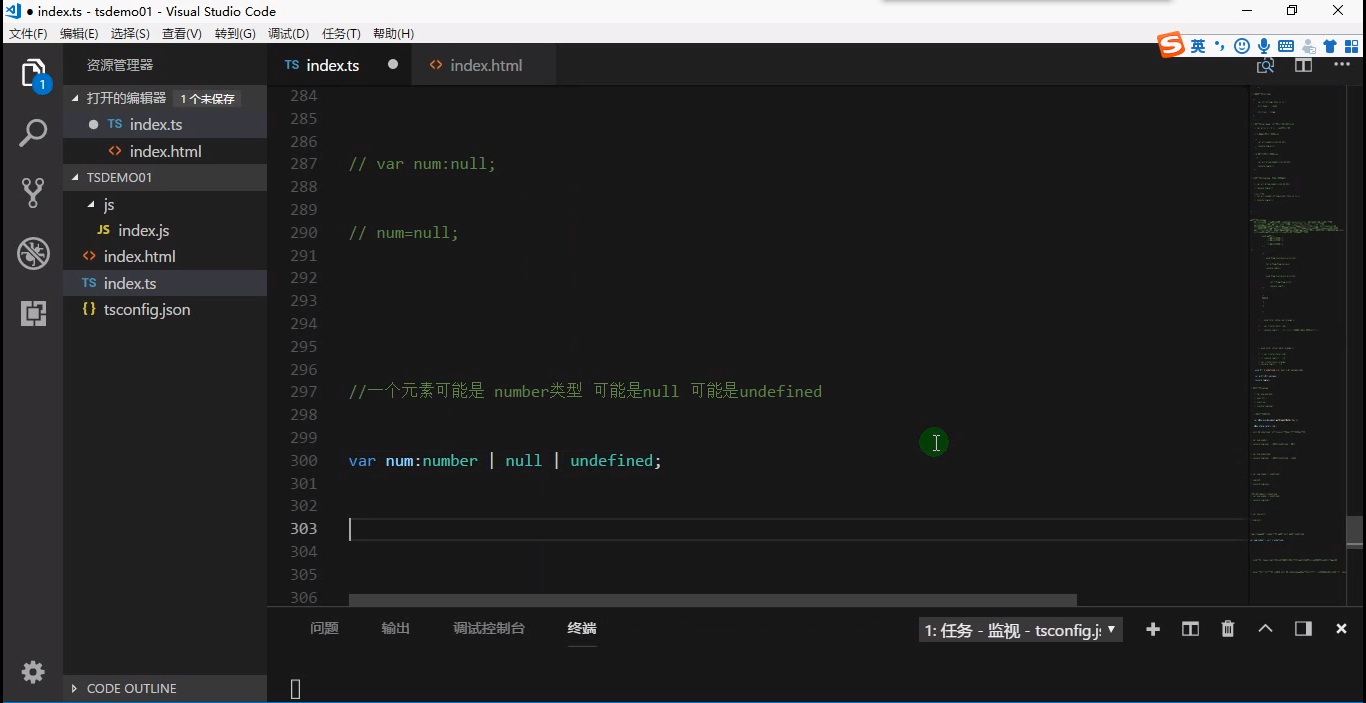 ● index.ts - tsdemo01 - Visual Studio Code
文件(F) 编辑(E) 选择(S) 查看(V) 转到(G) 调试(D) 任务(T) 帮助(H)
英
资源管理器
TS index.ts ●
<> index.html
1
打开的编辑器 1 个未保存
● TS index.ts
<> index.html
TSDEMO01
js
JS index.js
<> index.html
TS index.ts
{} tsconfig.json
CODE OUTLINE
284
285
286
287 // var num:null;
288
289
290 // num=null;
291
292
293
294
295
296
297 //一个元素可能是 number类型 可能是null 可能是undefined
298
299
300 var num:number | null | undefined;
301
302
303
304
305
306
问题 输出 调试控制台 终端
1: 任务 - 监视 - tsconfig.j